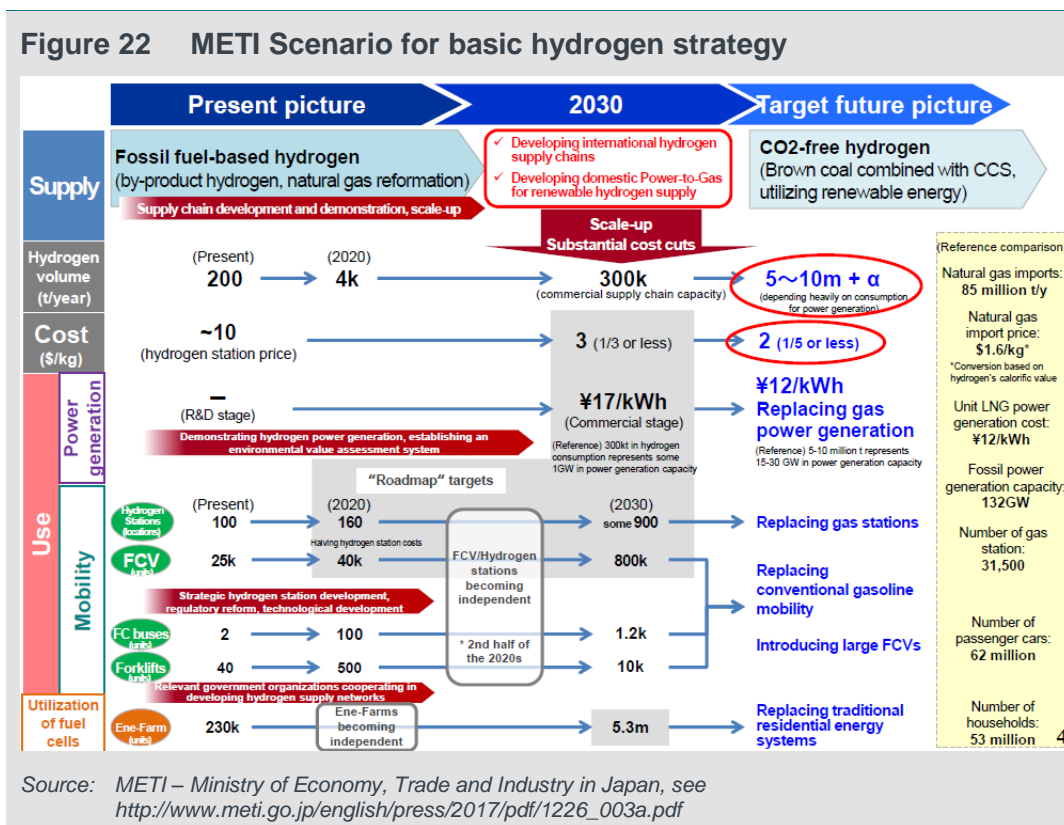 Figure 22 METI Scenario for basic hydrogen strategy
Present picture
2030
Target future picture
Supply
Fossil fuel-based hydrogen
(by-product hydrogen, natural gas reformation)
Supply chain development and demonstration, scale-up
✓ Developing international hydrogen
supply chains
✓ Developing domestic Power-to-Gas
for renewable hydrogen supply
CO2-free hydrogen
(Brown coal combined with CCS,
utilizing renewable energy)
Scale-up
Substantial cost cuts
Hydrogen
volume
(t/year)
(Present)
200
(2020)
4k
300k
(commercial supply chain capacity)
5~10m + α
(depending heavily on consumption
for power generation)
Cost
($/kg)
~10
(hydrogen station price)
3 (1/3 or less)
2 (1/5 or less)
Use
Power
generation
–
(R&D stage)
¥17/kWh
(Commercial stage)
(Reference) 300kt in hydrogen
consumption represents some
1GW in power generation capacity
¥12/kWh
Replacing gas
power generation
(Reference) 5-10 million t represents
15-30 GW in power generation capacity
Demonstrating hydrogen power generation, establishing an
environmental value assessment system
"Roadmap" targets
Mobility
Hydrogen
Stations
(locations)
(Present)
100
(2020)
160
(2030)
some 900
Replacing gas stations
Halving hydrogen station costs
FCV
(units)
25k
40k
800k
FCV/Hydrogen
stations
becoming
independent
* 2nd half of
the 2020s
Replacing
conventional gasoline
mobility
Strategic hydrogen station development,
regulatory reform, technological development
FC buses
(units)
2
100
1.2k
Introducing large FCVs
Forklifts
(units)
40
500
10k
Relevant government organizations cooperating in
developing hydrogen supply networks
Utilization
of fuel
cells
Ene-Farm
(units)
230k
Ene-Farms
becoming
independent
5.3m
Replacing traditional
residential energy
systems
(Reference comparison
Natural gas imports:
85 million t/y
Natural gas
import price:
$1.6/kg*
*Conversion based on
hydrogen's calorific value
Unit LNG power
generation cost:
¥12/kWh
Fossil power
generation capacity:
132GW
Number of gas
station:
31,500
Number of
passenger cars:
62 million
Number of
households:
53 million
4
Source: METI – Ministry of Economy, Trade and Industry in Japan, see
http://www.meti.go.jp/english/press/2017/pdf/1226_003a.pdf